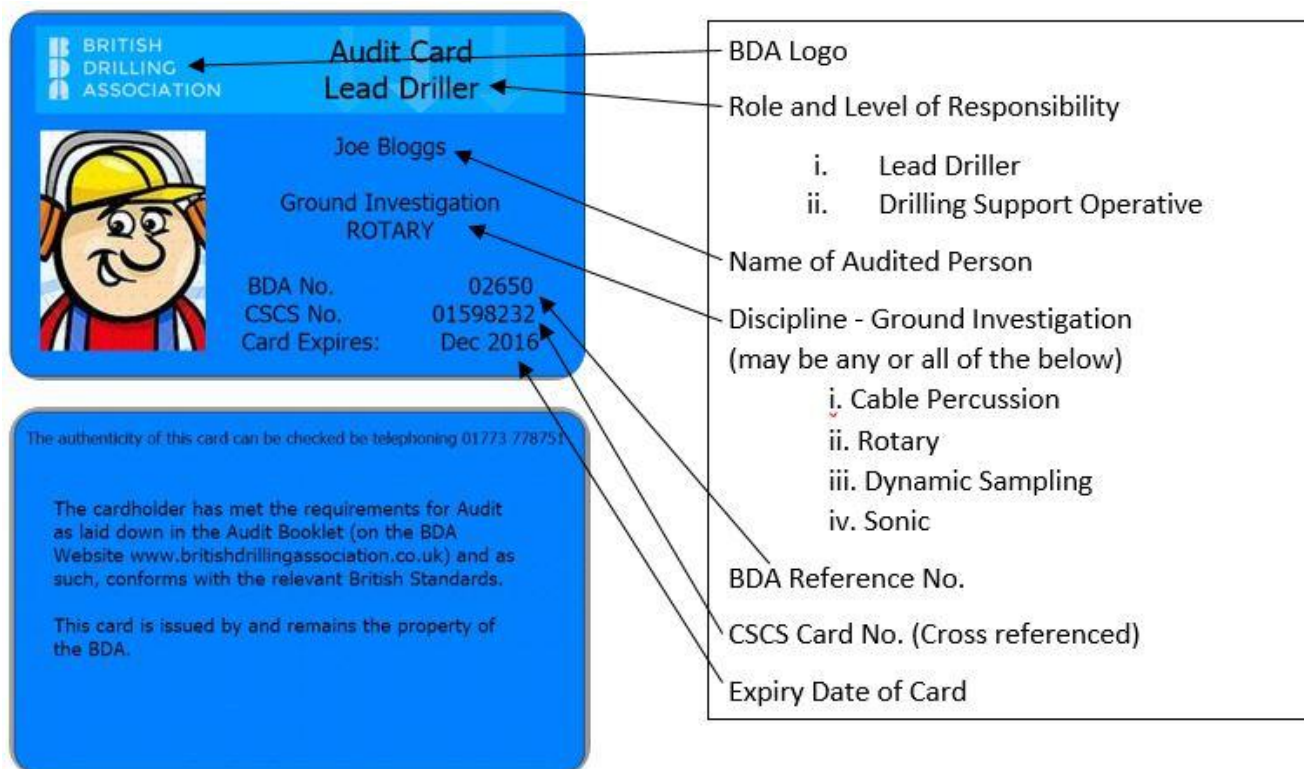 BRITISH
DRILLING
ASSOCIATION
Audit Card
Lead Driller
Joe Bloggs
Ground Investigation
ROTARY
BDA No. 02650
CSCS No. 01598232
Card Expires: Dec 2016
The authenticity of this card can be checked be telephoning 01773 778751
The cardholder has met the requirements for Audit
as laid down in the Audit Booklet (on the BDA
Website www.britishdrillingassociation.co.uk) and as
such, conforms with the relevant British Standards.
This card is issued by and remains the property of
the BDA.
BDA Logo
Role and Level of Responsibility
i. Lead Driller
ii. Drilling Support Operative
Name of Audited Person
Discipline - Ground Investigation
(may be any or all of the below)
i. Cable Percussion
ii. Rotary
iii. Dynamic Sampling
iv. Sonic
BDA Reference No.
CSCS Card No. (Cross referenced)
Expiry Date of Card